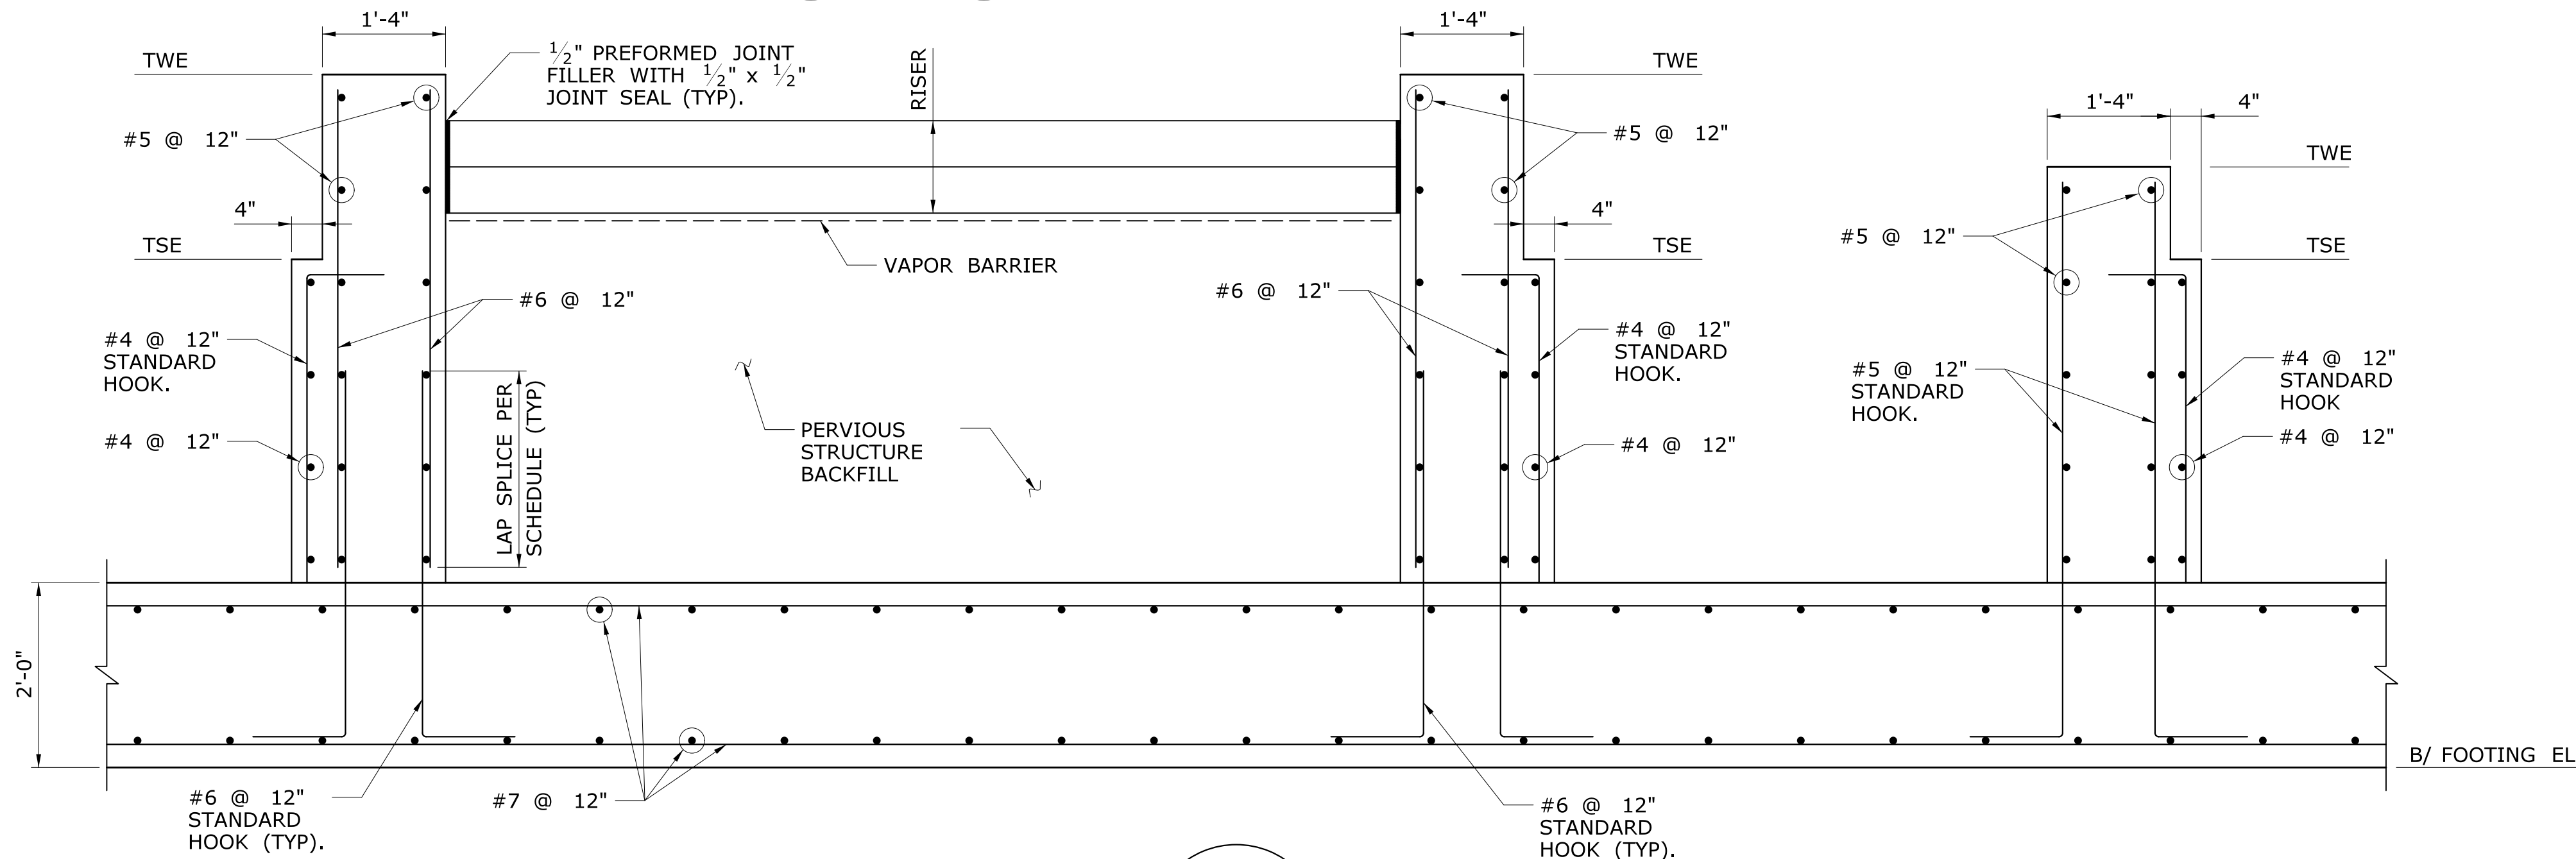 1'-4"
1'-4"
TWE
½" PREFORMED JOINT
FILLER WITH ½" x ½"
JOINT SEAL (TYP).
RISER
TWE
1'-4"
4"
#5 @ 12"
#5 @ 12"
TWE
4"
4"
TSE
TSE
#5 @ 12"
TSE
VAPOR BARRIER
#6 @ 12"
#6 @ 12"
#4 @ 12"
STANDARD
HOOK.
#4 @ 12"
STANDARD
HOOK.
#5 @ 12"
STANDARD
HOOK.
#4 @ 12"
STANDARD
HOOK
LAP SPLICE PER
SCHEDULE (TYP)
PERVIOUS
STRUCTURE
BACKFILL
#4 @ 12"
#4 @ 12"
#4 @ 12"
2'-0"
B/ FOOTING EL
#6 @ 12"
STANDARD
HOOK (TYP).
#7 @ 12"
#6 @ 12"
STANDARD
HOOK (TYP).